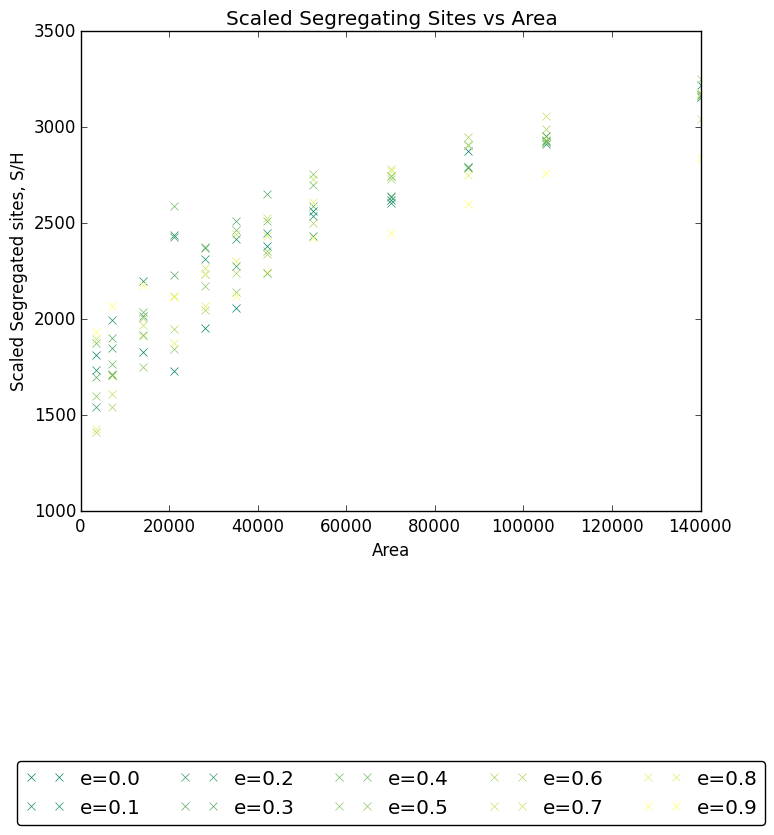 Scaled Segregating Sites vs Area
Scaled Segregated sites, S/H
3500
3000
2500
2000
1500
1000
0 20000 40000 60000 80000 100000 120000 140000
Area
e=0.0 e=0.2 e=0.4 e=0.6 e=0.8
e=0.1 e=0.3 e=0.5 e=0.7 e=0.9